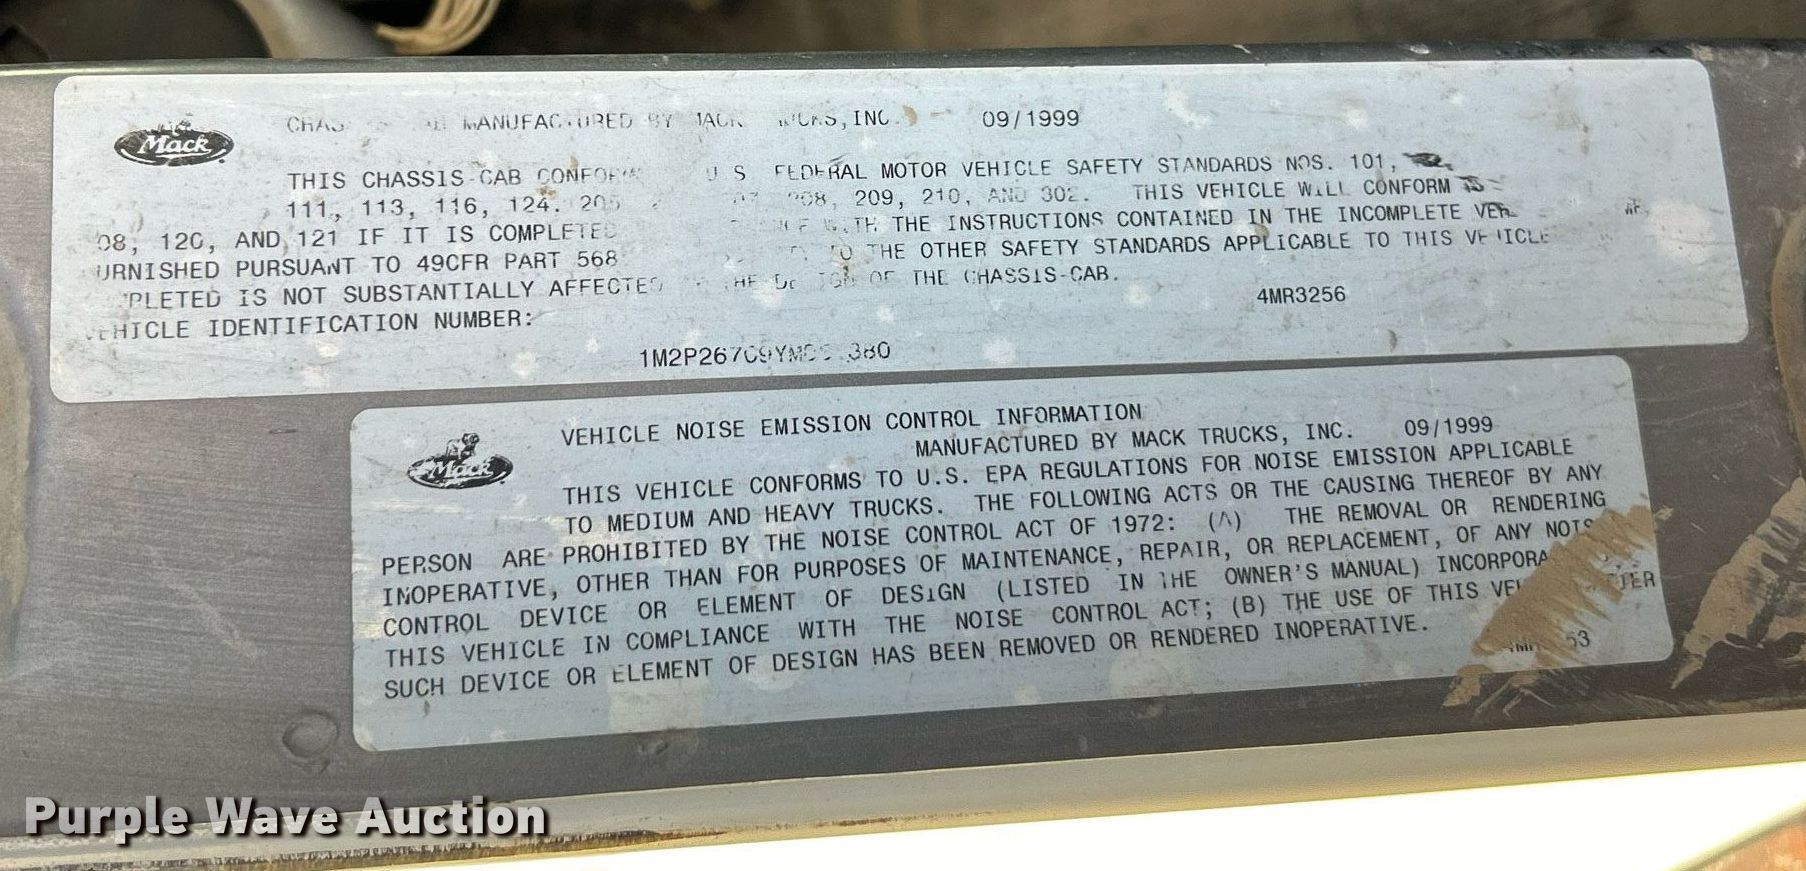 Mack
MANUFACTURED BY MACK INC. 09/1999
THIS CHASSIS-CAB U S FEDERAL MOTOR VEHICLE SAFETY STANDARDS NOS. 101,
111, 113, 116, 124. 208, 209, 210, AND 302. THIS VEHICLE WILL CONFORM
120, AND 121 IF IT IS COMPLETED WITH THE INSTRUCTIONS CONTAINED IN THE INCOMPLETE
PURSUANT TO 49CFR PART 568 THE OTHER SAFETY STANDARDS APPLICABLE TO THIS VEHICLE
IS NOT SUBSTANTIALLY AFFECTED OF THE CHASSIS-CAB.
VEHICLE IDENTIFICATION NUMBER: 4MR3256
Mack
VEHICLE NOISE EMISSION CONTROL INFORMATION
MANUFACTURED BY MACK TRUCKS, INC. 09/1999
THIS VEHICLE CONFORMS TO U.S. EPA REGULATIONS FOR NOISE EMISSION APPLICABLE
TO MEDIUM AND HEAVY TRUCKS. THE FOLLOWING ACTS OR THE CAUSING THEREOF BY ANY
PERSON ARE PROHIBITED BY THE NOISE CONTROL ACT OF 1972: (A) THE REMOVAL OR RENDERING
INOPERATIVE, OTHER THAN FOR PURPOSES OF MAINTENANCE, REPAIR, OR REPLACEMENT, OF ANY
CONTROL DEVICE OR ELEMENT OF DESIGN (LISTED IN THE OWNER'S MANUAL)
THIS VEHICLE IN COMPLIANCE WITH THE NOISE CONTROL ACT; (B) THE USE OF THIS
SUCH DEVICE OR ELEMENT OF DESIGN HAS BEEN REMOVED OR RENDERED INOPERATIVE.
Purple Wave Auction